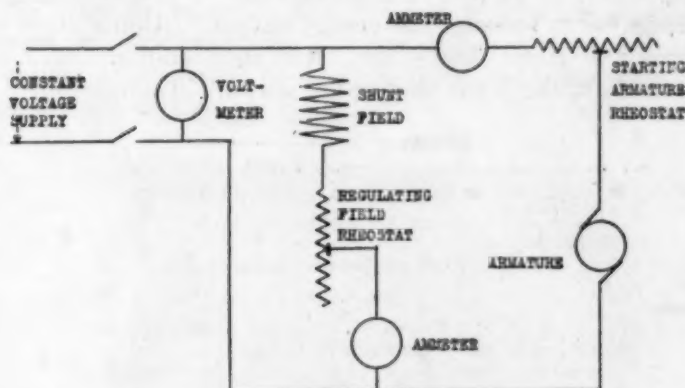 AMMETER
CONSTANT
VOLTAGE
SUPPLY
VOLT-
METER
SHUNT
FIELD
STARTING
ARMATURE
RHEOSTAT
REGULATING
FIELD
RHEOSTAT
ARMATURE
AMMETER